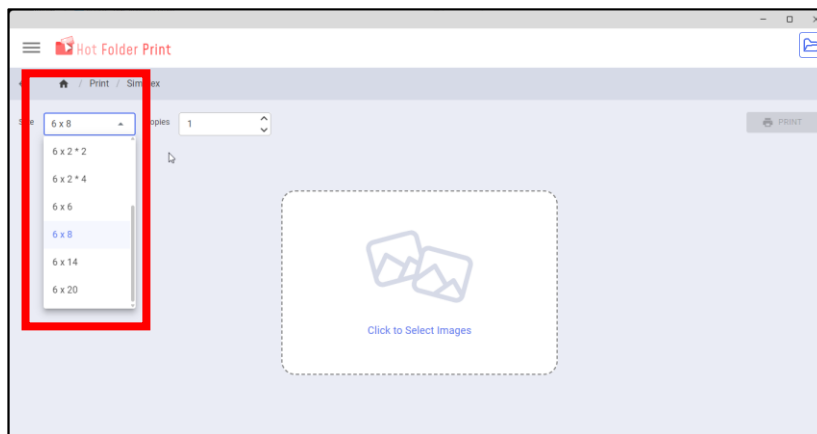 Hot Folder Print
Print / Simplex
6 x 8
1
PRINT
6 x 2 * 2
6 x 2 * 4
6 x 6
6 x 8
6 x 14
6 x 20
Click to Select Images